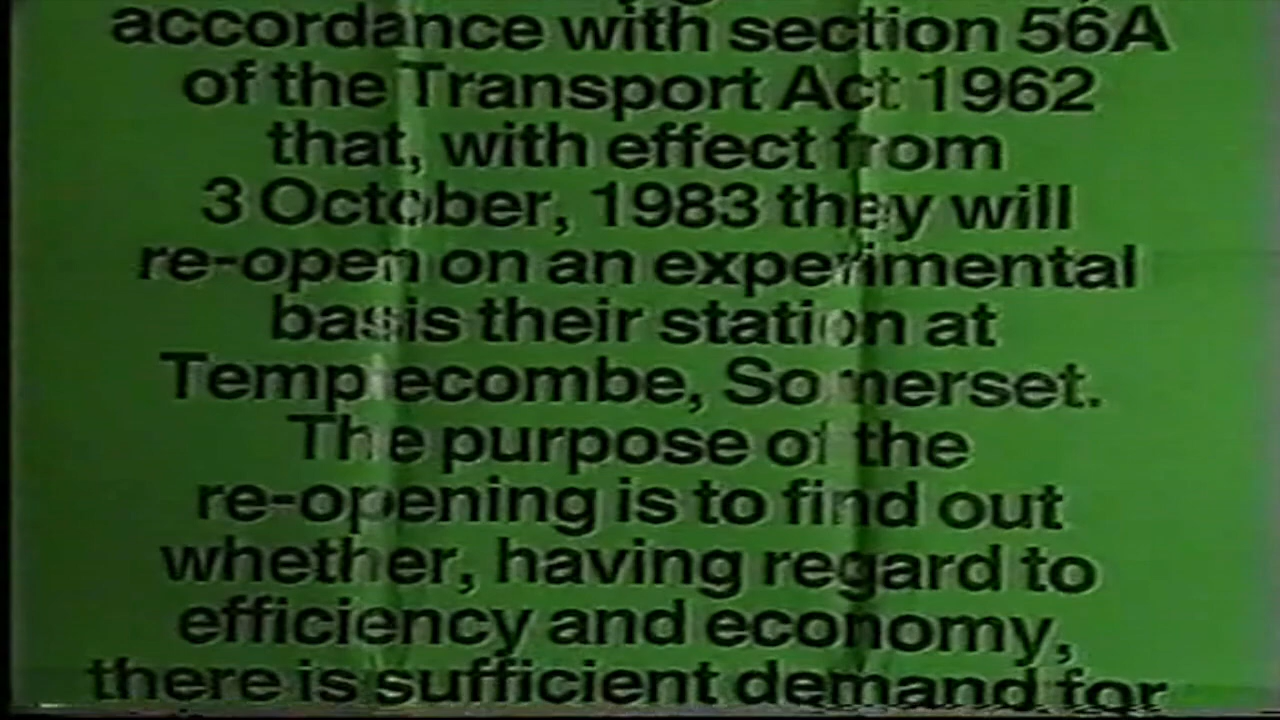 accordance with section 56A
of the Transport Act 1962
that, with effect from
3 October, 1983 they will
re-open on an experimental
basis their station at
Templecombe, Somerset.
The purpose of the
re-opening is to find out
whether, having regard to
efficiency and economy,
there is sufficient demand for